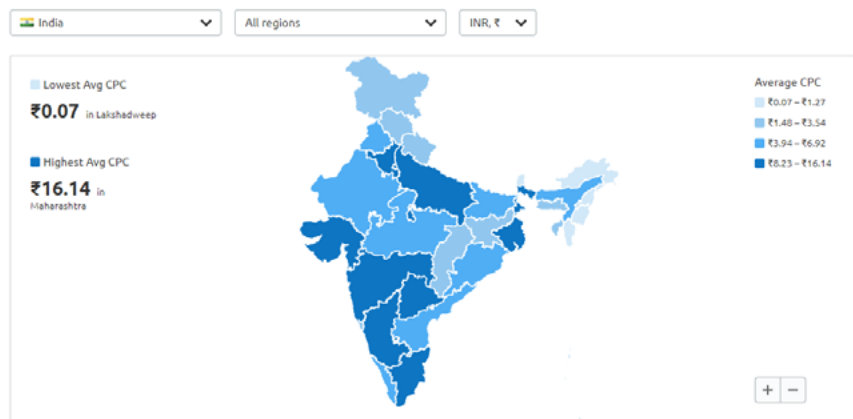 India
All regions
INR, ₹
Lowest Avg CPC
₹0.07 in Lakshadweep
Highest Avg CPC
₹16.14 in
Maharashtra
Average CPC
₹0.07 – ₹1.27
₹1.48 – ₹3.54
₹3.94 – ₹6.92
₹8.23 – ₹16.14
+ −